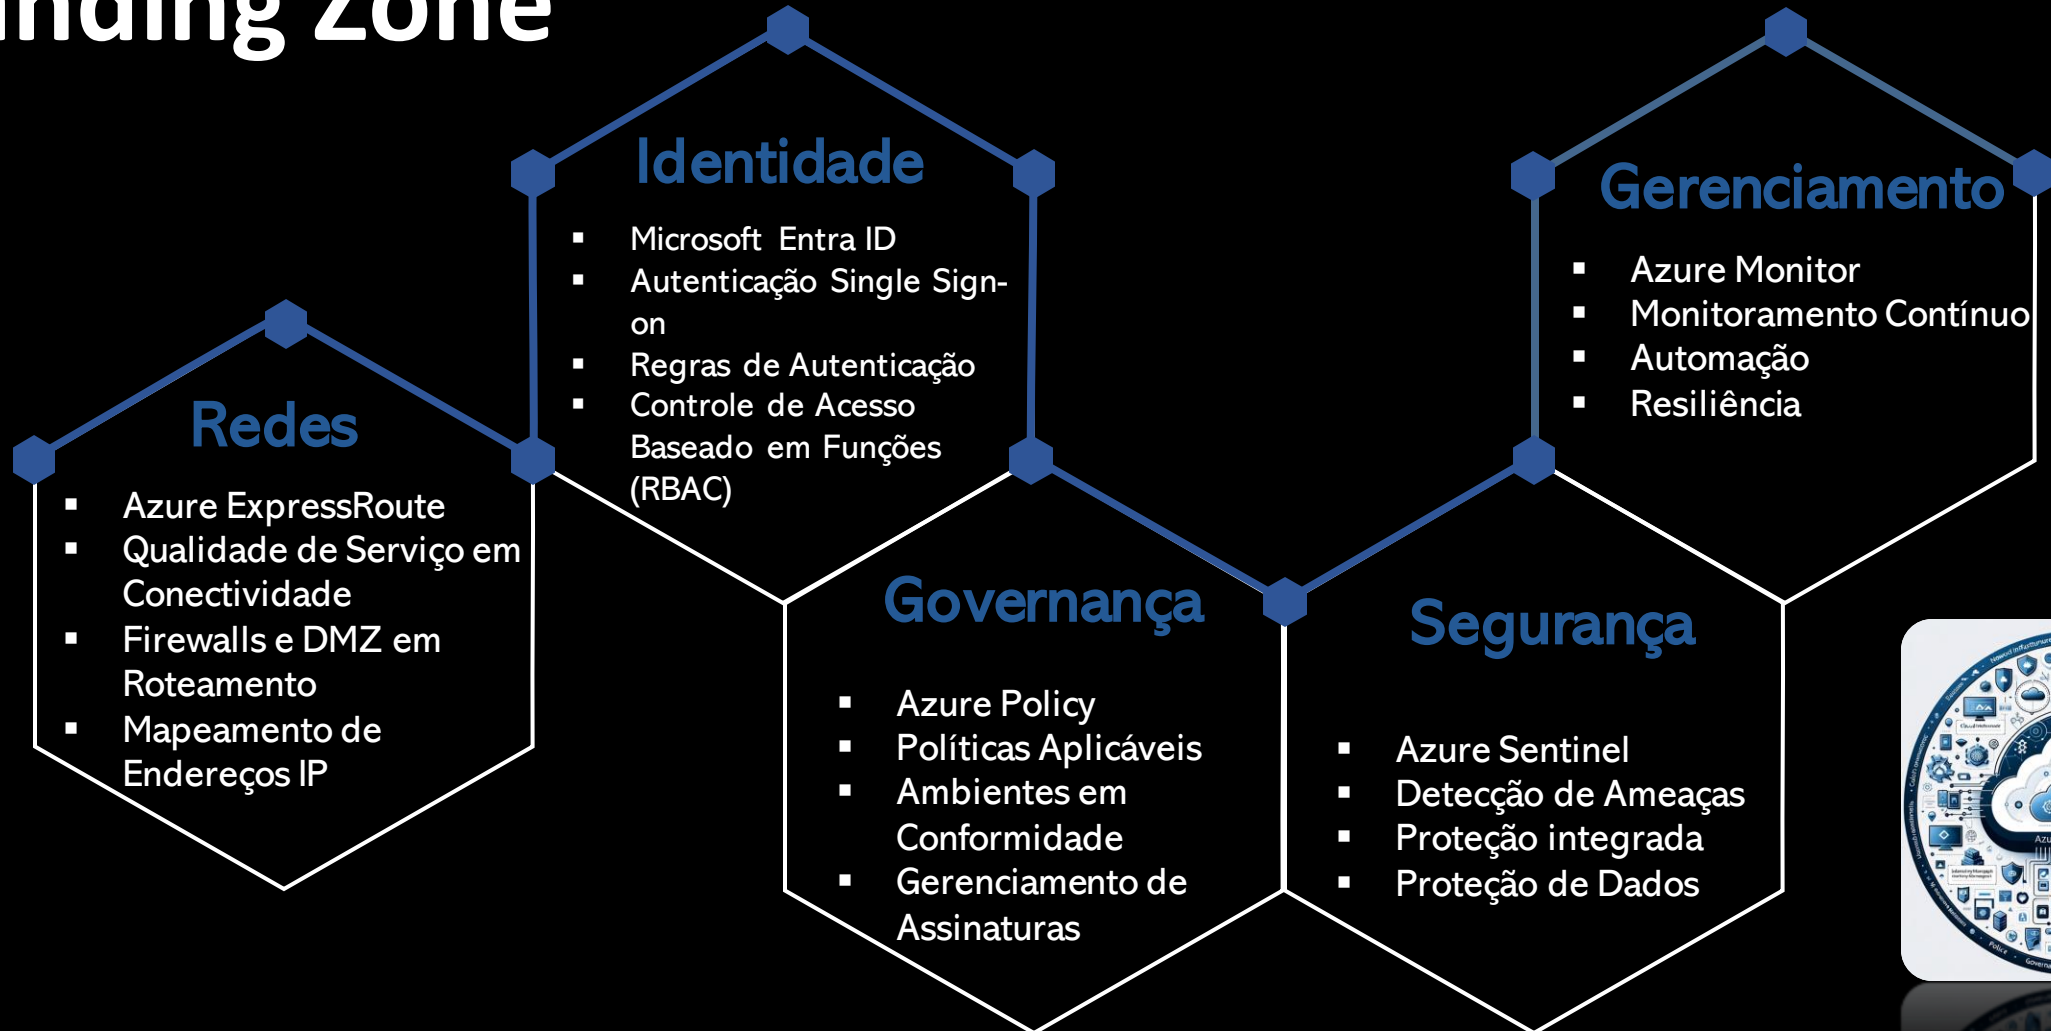 nding Zone
Identidade
Microsoft Entra ID
Autenticação Single Sign-
on
Regras de Autenticação
Controle de Acesso
Baseado em Funções
(RBAC)
Gerenciamento
Azure Monitor
Monitoramento Contínuo
Automação
Resiliência
Redes
Azure ExpressRoute
Qualidade de Serviço em
Conectividade
Firewalls e DMZ em
Roteamento
Mapeamento de
Endereços IP
Governança
Azure Policy
Políticas Aplicáveis
Ambientes em
Conformidade
Gerenciamento de
Assinaturas
Segurança
Azure Sentinel
Detecção de Ameaças
Proteção integrada
Proteção de Dados